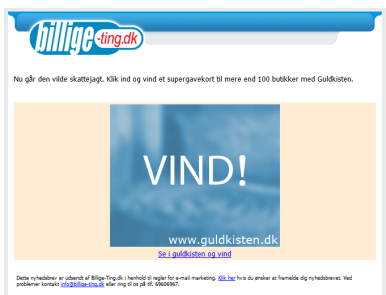 billige-ting.dk
Nu går den vilde skattejagt. Klik ind og vind et supergavekort til mere end 100 butikker med Guldkisten.
VIND!
www.guldkisten.dk
Se i guldkisten og vind
Dette nyhedsbrev er udsendt af Billige-Ting.dk i henhold til regler for e-mail marketing. Klik her hvis du ønsker at framelde dig nyhedsbrevet. Ved
problemer kontakt info@billige-ting.dk eller ring til os på tlf. 69606967.